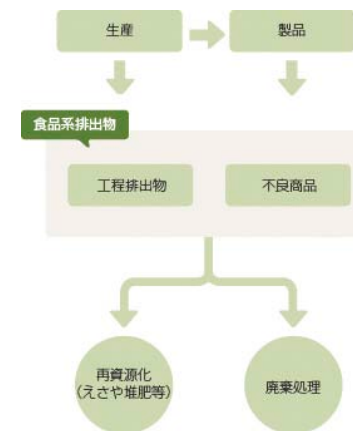 生産
製品
食品系排出物
工程排出物
不良商品
再資源化
(えさや堆肥等)
廃棄処理